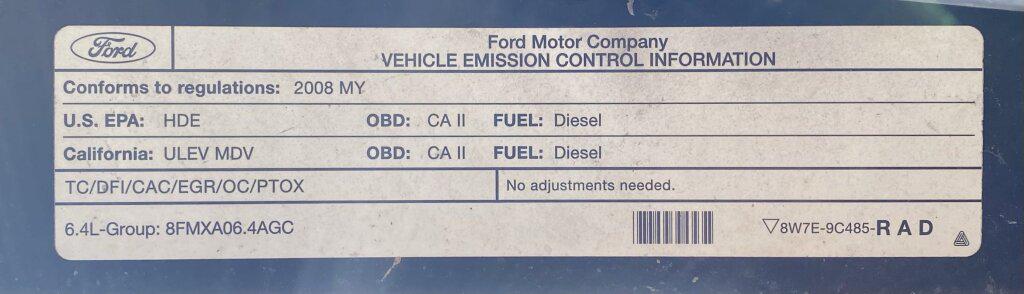 Ford
Ford Motor Company
VEHICLE EMISSION CONTROL INFORMATION
Conforms to regulations: 2008 MY
U.S. EPA: HDE OBD: CA II FUEL: Diesel
California: ULEV MDV OBD: CA II FUEL: Diesel
TC/DFI/CAC/EGR/OC/PTOX No adjustments needed.
6.4L-Group: 8FMXA06.4AGC ▽8W7E-9C485-RAD